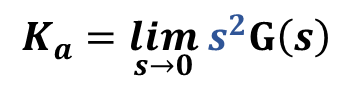 Kₐ = lim s→0 s²G(s)